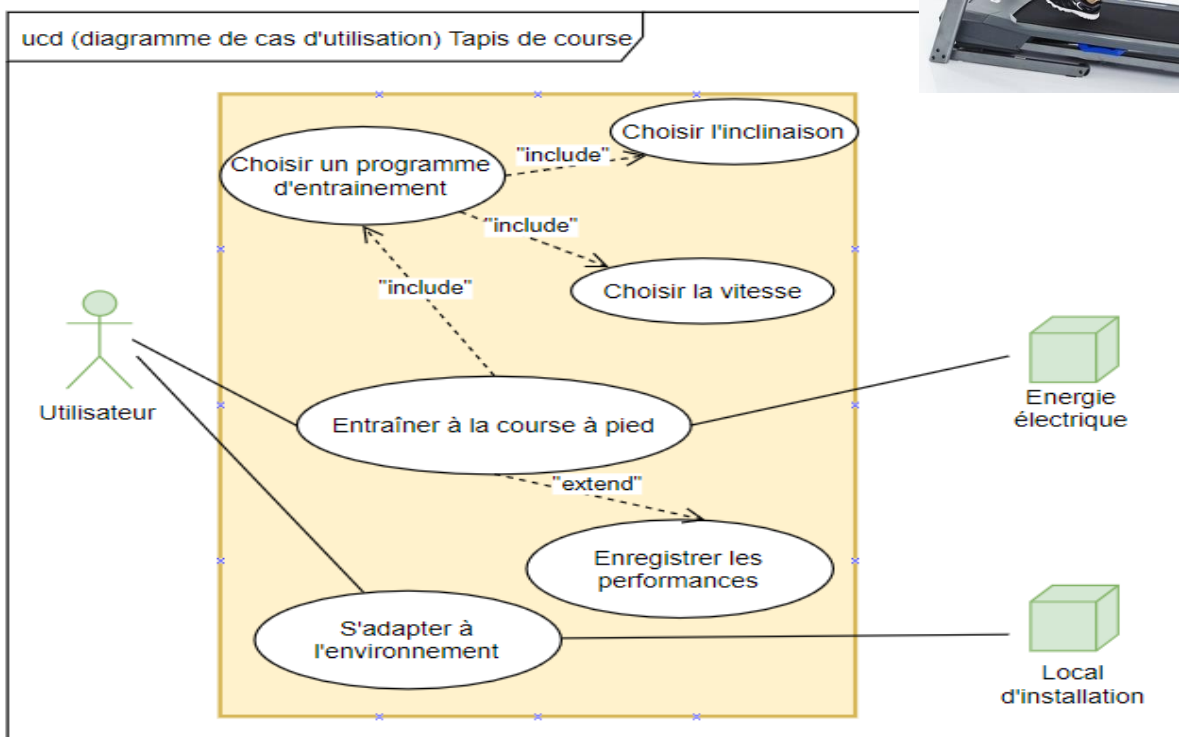 ucd (diagramme de cas d'utilisation) Tapis de course
Choisir l'inclinaison
"include"
Choisir un programme
d'entrainement
"include"
"include"
Choisir la vitesse
Utilisateur
Entraîner à la course à pied
Energie
électrique
"extend"
Enregistrer les
performances
S'adapter à
l'environnement
Local
d'installation